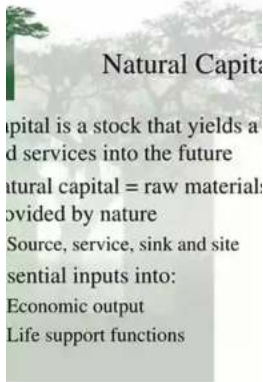 Natural Capita
apital is a stock that yields a
d services into the future
atural capital = raw materials
ovided by nature
Source, service, sink and site
sential inputs into:
Economic output
Life support functions